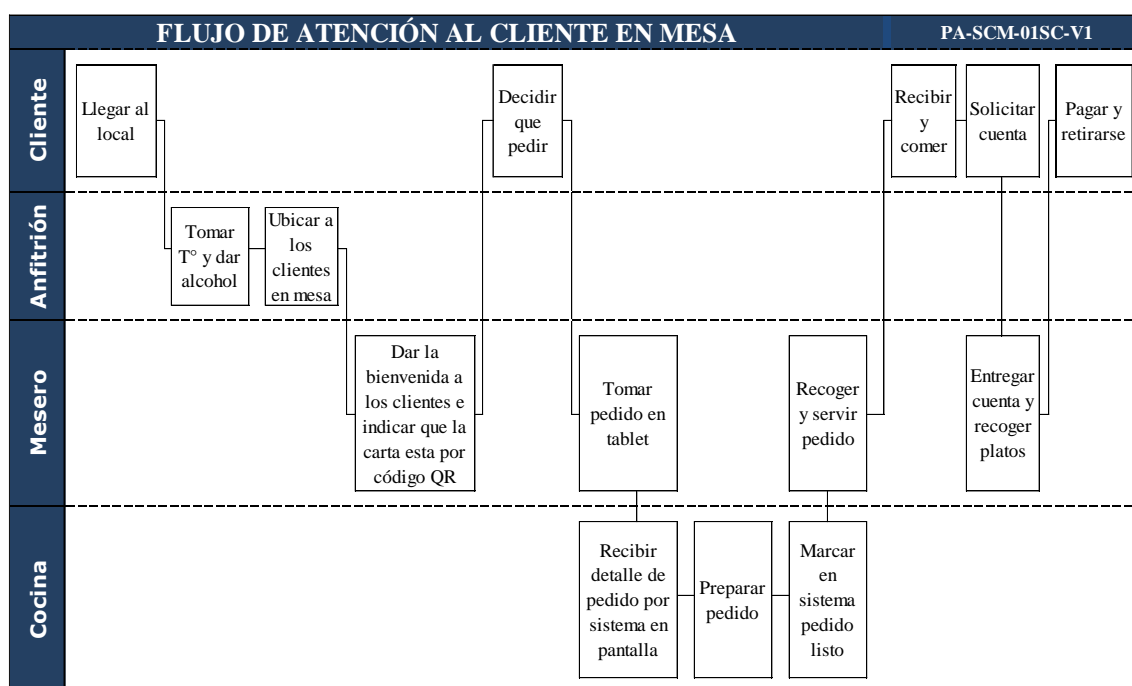 FLUJO DE ATENCIÓN AL CLIENTE EN MESA
PA-SCM-01SC-V1
Cliente
Llegar al
local
Decidir
que
pedir
Recibir
y
comer
Solicitar
cuenta
Pagar y
retirarse
Anfitrión
Tomar
T° y dar
alcohol
Ubicar a
los
clientes
en mesa
Mesero
Dar la
bienvenida a
los clientes e
indicar que la
carta esta por
código QR
Tomar
pedido en
tablet
Recoger
y servir
pedido
Entregar
cuenta y
recoger
platos
Cocina
Recibir
detalle de
pedido por
sistema en
pantalla
Preparar
pedido
Marcar
en
sistema
pedido
listo